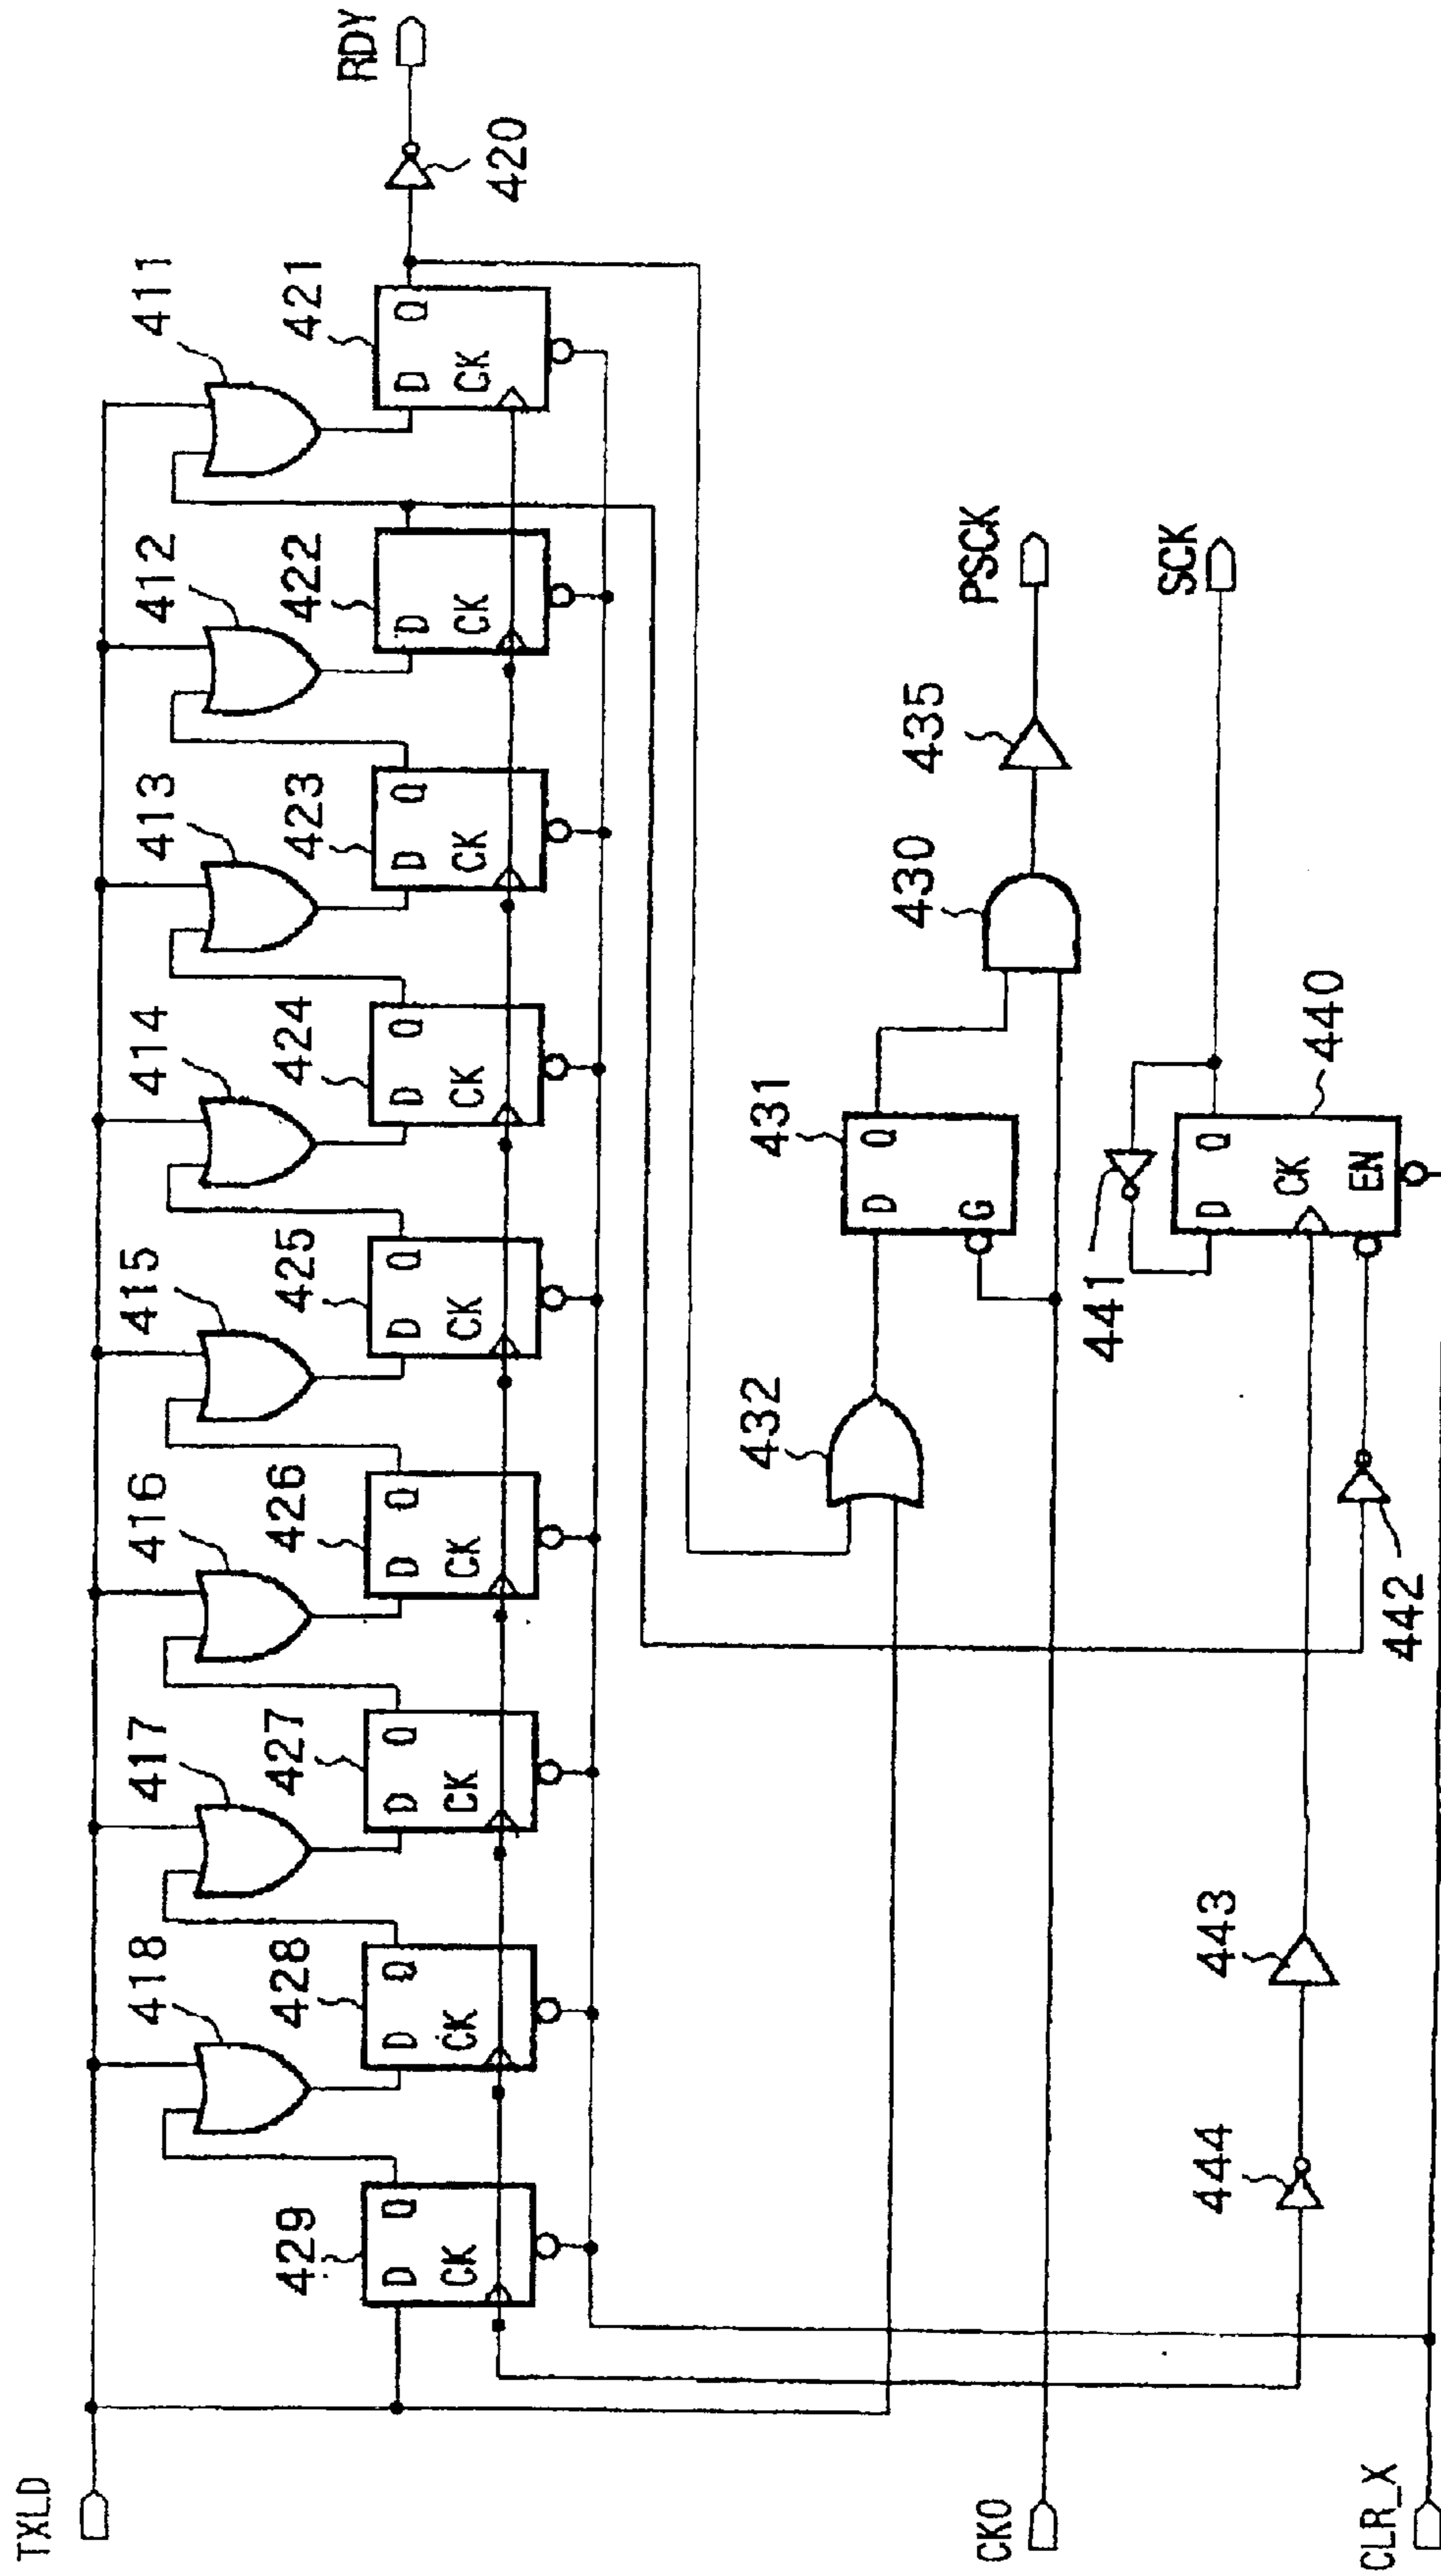 TXLD
418
417
416
415
414
413
412
411
RDY
429
428
427
426
425
424
423
422
421
420
D Q
CK
D Q
CK
D Q
CK
D Q
CK
D Q
CK
D Q
CK
D Q
CK
D
CK
D Q
CK
432
431
430
435
PSCK
D Q
G
CKO
441
444
443
442
D Q
CK
EN
440
SCK
CLR_X